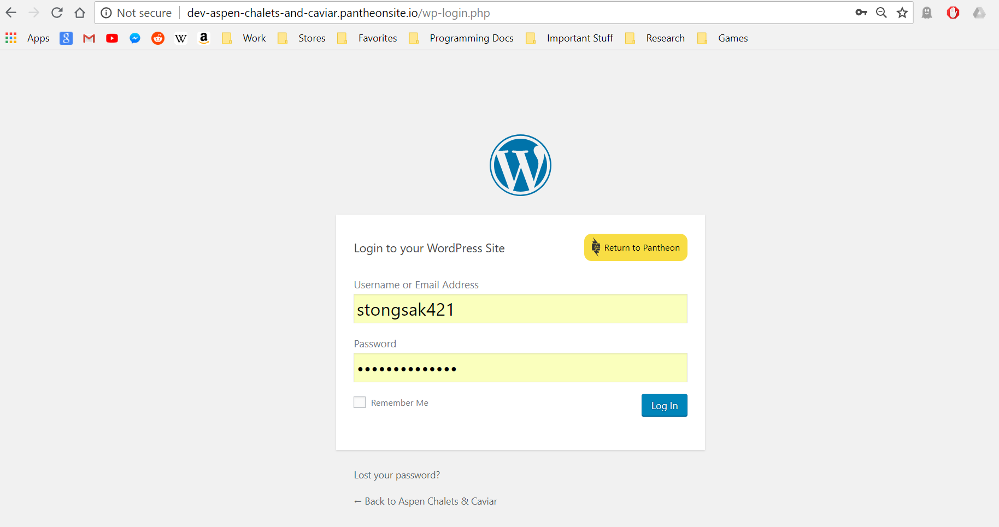 Not secure dev-aspen-chalets-and-caviar.pantheonsite.io/wp-login.php
Apps Work Stores Favorites Programming Docs Important Stuff Research Games
Login to your WordPress Site
Return to Pantheon
Username or Email Address
stongsak421
Password
••••••••••••••
Remember Me
Log In
Lost your password?
← Back to Aspen Chalets & Caviar